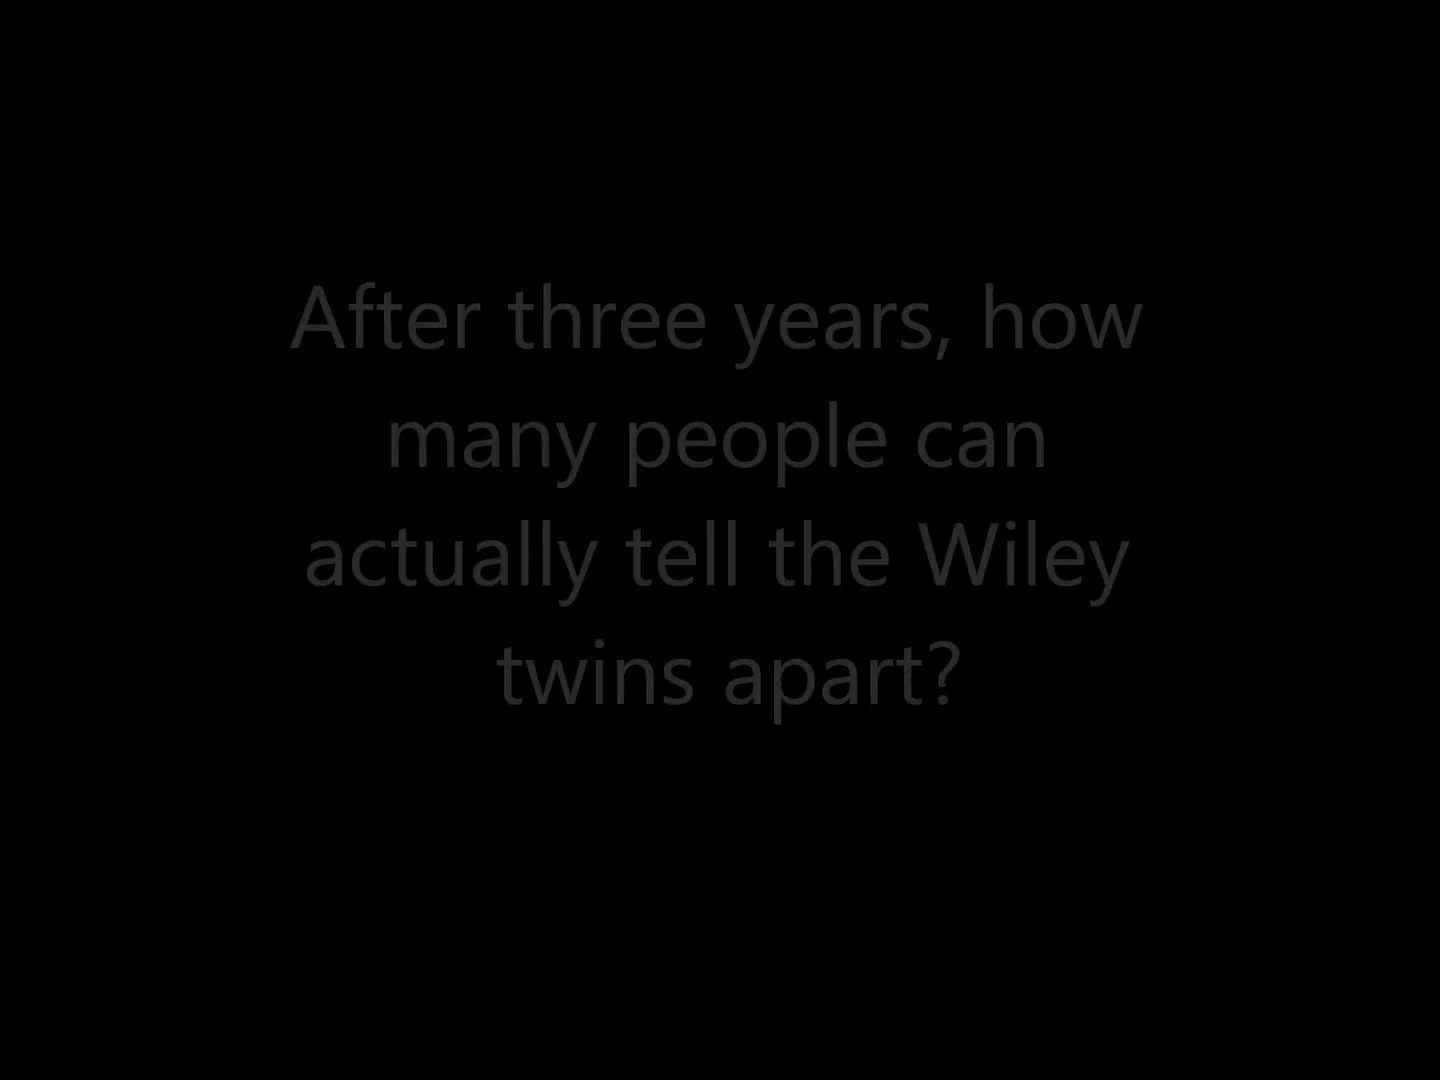 After three years, how
many people can
actually tell the Wiley
twins apart?